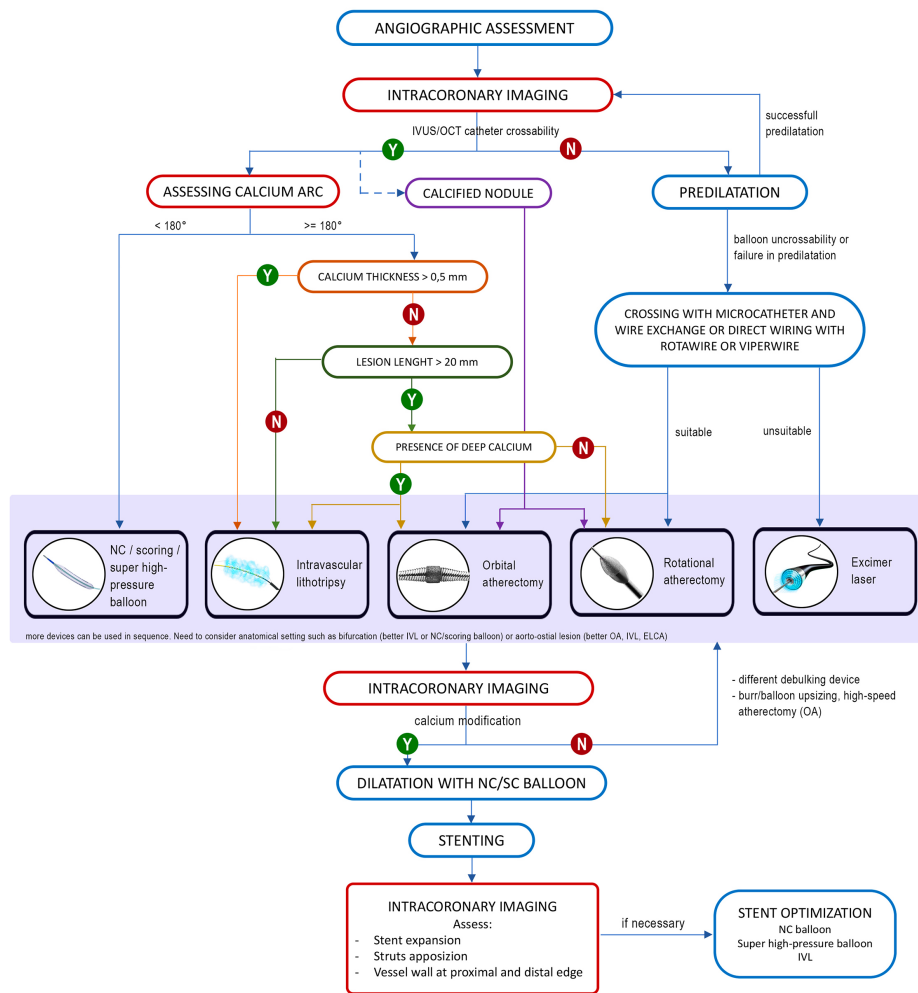 ANGIOGRAPHIC ASSESSMENT
INTRACORONARY IMAGING
successfull
predilatation
IVUS/OCT catheter crossability
Y
N
ASSESSING CALCIUM ARC
CALCIFIED NODULE
PREDILATATION
< 180°
>= 180°
balloon uncrossability or
failure in predilatation
Y
CALCIUM THICKNESS > 0,5 mm
N
CROSSING WITH MICROCATHETER AND
WIRE EXCHANGE OR DIRECT WIRING WITH
ROTAWIRE OR VIPERWIRE
LESION LENGHT > 20 mm
Y
N
suitable
unsuitable
PRESENCE OF DEEP CALCIUM
N
Y
NC / scoring /
super high-
pressure
balloon
Intravascular
lithotripsy
Orbital
atherectomy
Rotational
atherectomy
Excimer
laser
more devices can be used in sequence. Need to consider anatomical setting such as bifurcation (better IVL or NC/scoring balloon) or aorto-ostial lesion (better OA, IVL, ELCA)
INTRACORONARY IMAGING
- different debulking device
- burr/balloon upsizing, high-speed
atherectomy (OA)
calcium modification
Y
N
DILATATION WITH NC/SC BALLOON
STENTING
INTRACORONARY IMAGING
Assess:
- Stent expansion
- Struts apposizion
- Vessel wall at proximal and distal edge
if necessary
STENT OPTIMIZATION
NC balloon
Super high-pressure balloon
IVL